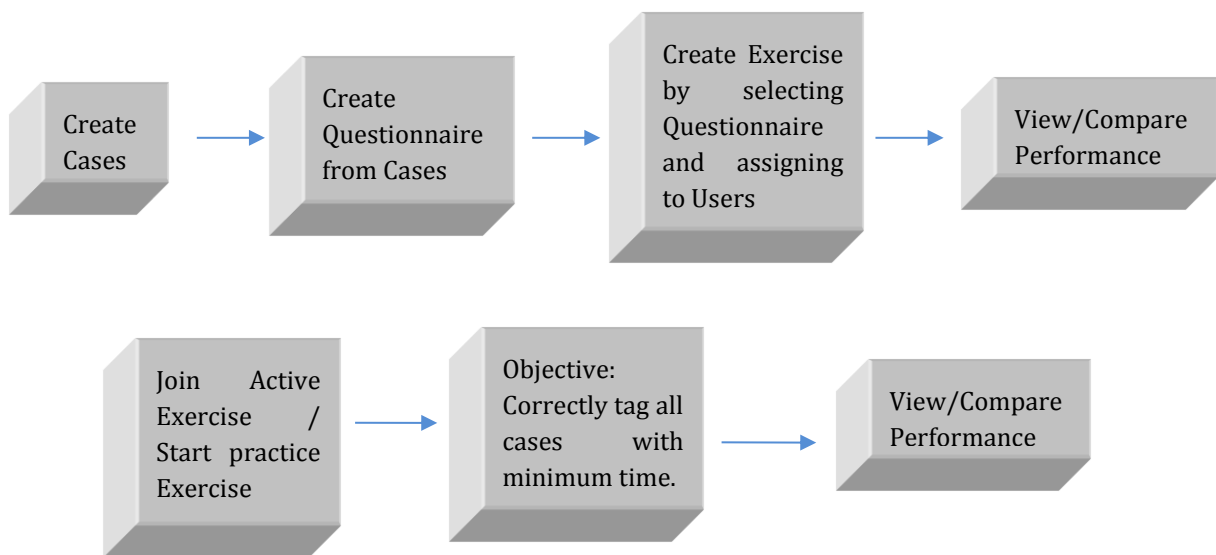 Create
Cases
Create
Questionnaire
from Cases
Create Exercise
by selecting
Questionnaire
and assigning
to Users
View/Compare
Performance
Join Active
Exercise /
Start practice
Exercise
Objective:
Correctly tag all
cases with
minimum time.
View/Compare
Performance